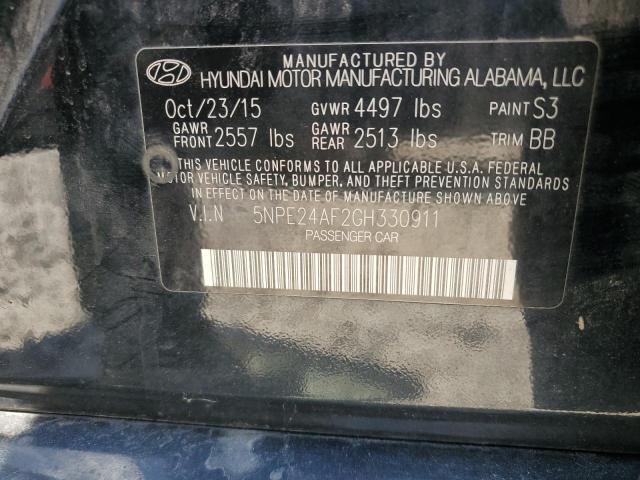 MANUFACTURED BY
HYUNDAI MOTOR MANUFACTURING ALABAMA, LLC
Oct/23/15 GVWR 4497 lbs PAINT S3
GAWR FRONT 2557 lbs GAWR REAR 2513 lbs TRIM BB
THIS VEHICLE CONFORMS TO ALL APPLICABLE U.S.A. FEDERAL
MOTOR VEHICLE SAFETY, BUMPER, AND THEFT PREVENTION STANDARDS
IN EFFECT ON THE DATE OF MANUFACTURE SHOWN ABOVE
V.I.N 5NPE24AF2GH330911
PASSENGER CAR